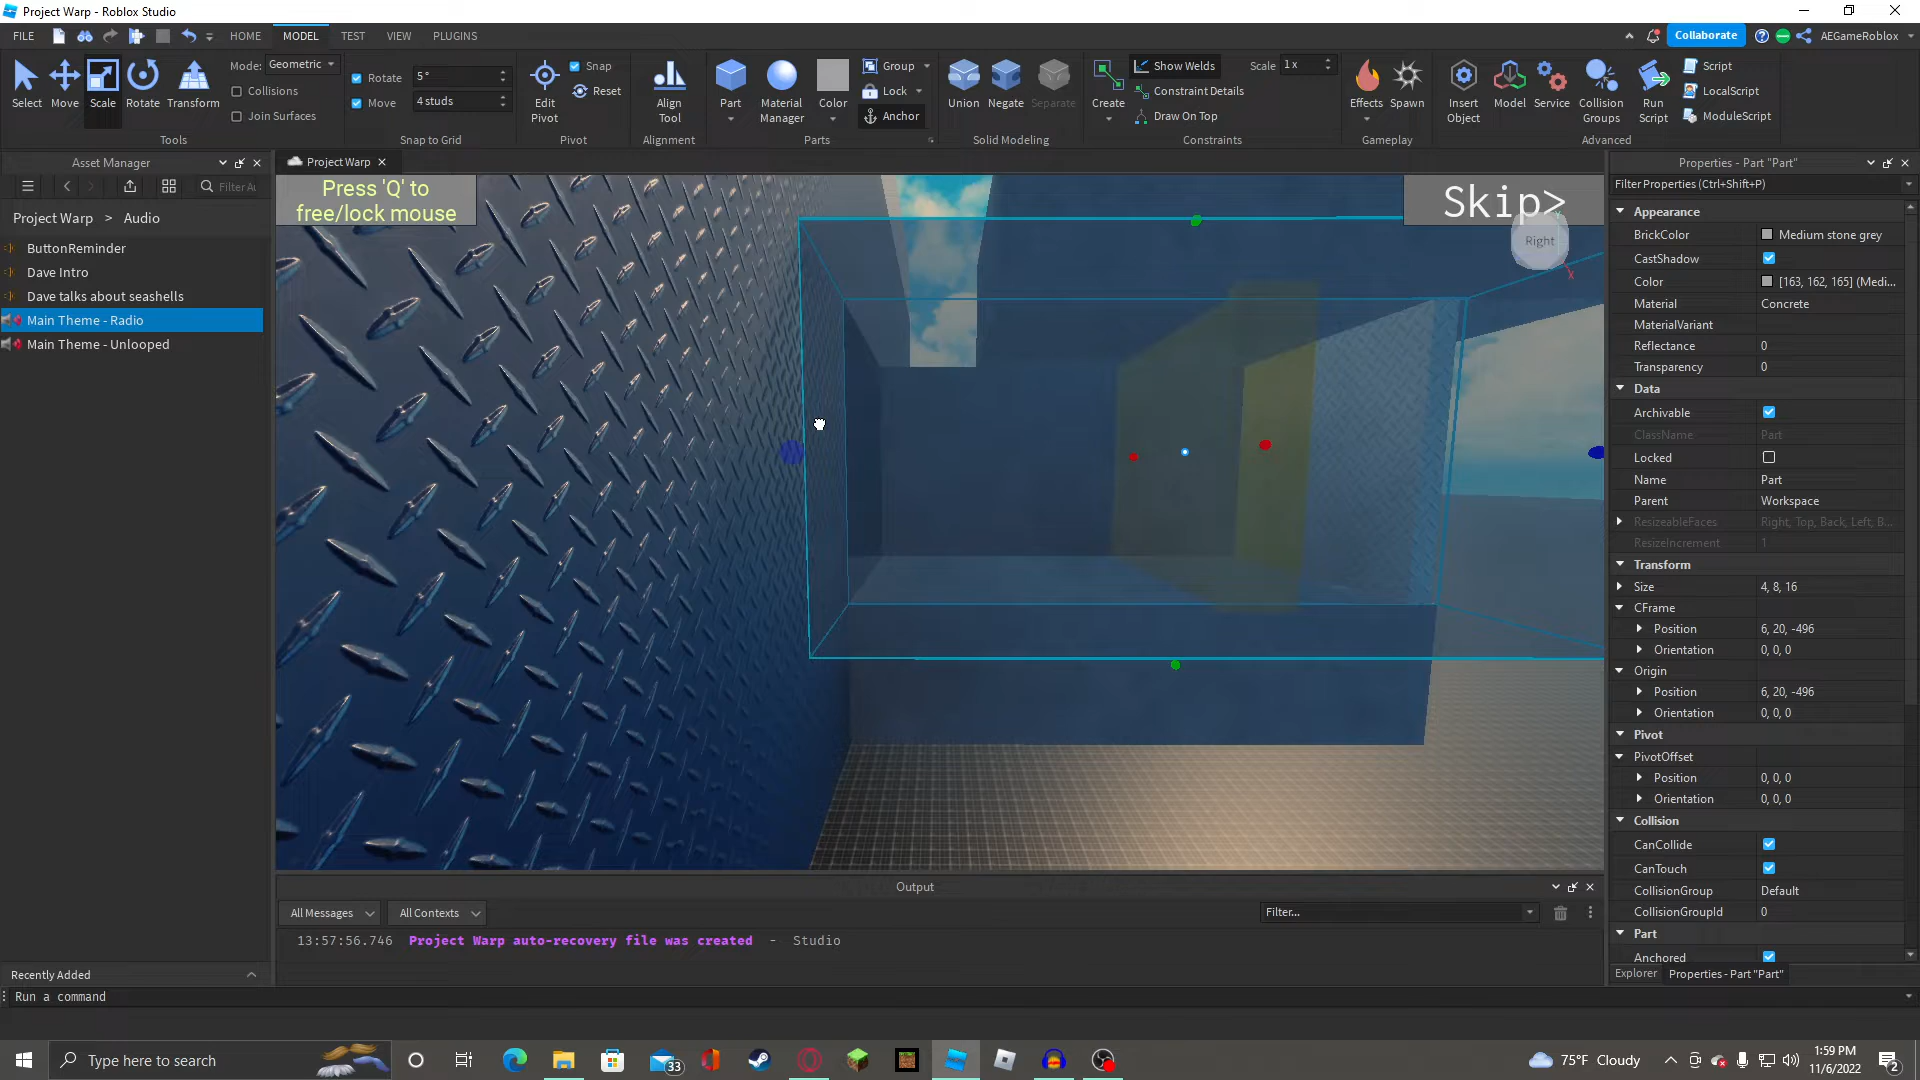 Project Warp - Roblox Studio
FILE HOME MODEL TEST VIEW PLUGINS Collaborate AEGameRoblox
Select Move Scale Rotate Transform
Mode: Geometric
Collisions
Join Surfaces
Tools
Rotate 5°
Move 4 studs
Snap to Grid
Edit Pivot
Snap
Reset
Pivot
Align Tool
Alignment
Part Material Manager Color
Group
Lock
Anchor
Parts
Union Negate Separate
Solid Modeling
Create
Show Welds Scale 1 x
Constraint Details
Draw On Top
Constraints
Effects Spawn
Gameplay
Insert Object Model Service Collision Groups Run Script
Script
LocalScript
ModuleScript
Advanced
Asset Manager
Filter Au
Project Warp > Audio
ButtonReminder
Dave Intro
Dave talks about seashells
Main Theme - Radio
Main Theme - Unlooped
Recently Added
Project Warp
Press 'Q' to
free/lock mouse
Skip>
Right
Y
X
Output
All Messages All Contexts Filter...
13:57:56.746 Project Warp auto-recovery file was created - Studio
Properties - Part "Part"
Filter Properties (Ctrl+Shift+P)
Appearance
BrickColor Medium stone grey
CastShadow
Color [163, 162, 165] (Medi...
Material Concrete
MaterialVariant
Reflectance 0
Transparency 0
Data
Archivable
ClassName Part
Locked
Name Part
Parent Workspace
ResizeableFaces Right, Top, Back, Left, B...
ResizeIncrement 1
Transform
Size 4, 8, 16
CFrame
Position 6, 20, -496
Orientation 0, 0, 0
Origin
Position 6, 20, -496
Orientation 0, 0, 0
Pivot
PivotOffset
Position 0, 0, 0
Orientation 0, 0, 0
Collision
CanCollide
CanTouch
CollisionGroup Default
CollisionGroupId 0
Part
Anchored
Explorer Properties - Part "Part"
Run a command
Type here to search
33
75°F Cloudy
1:59 PM
11/6/2022
2